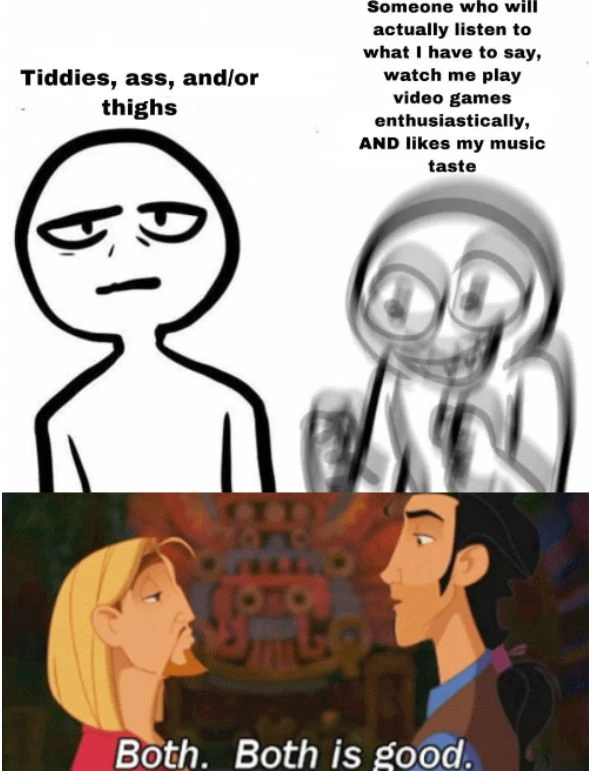 Tiddies, ass, and/or
thighs
Someone who will
actually listen to
what I have to say,
watch me play
video games
enthusiastically,
AND likes my music
taste
Both. Both is good.